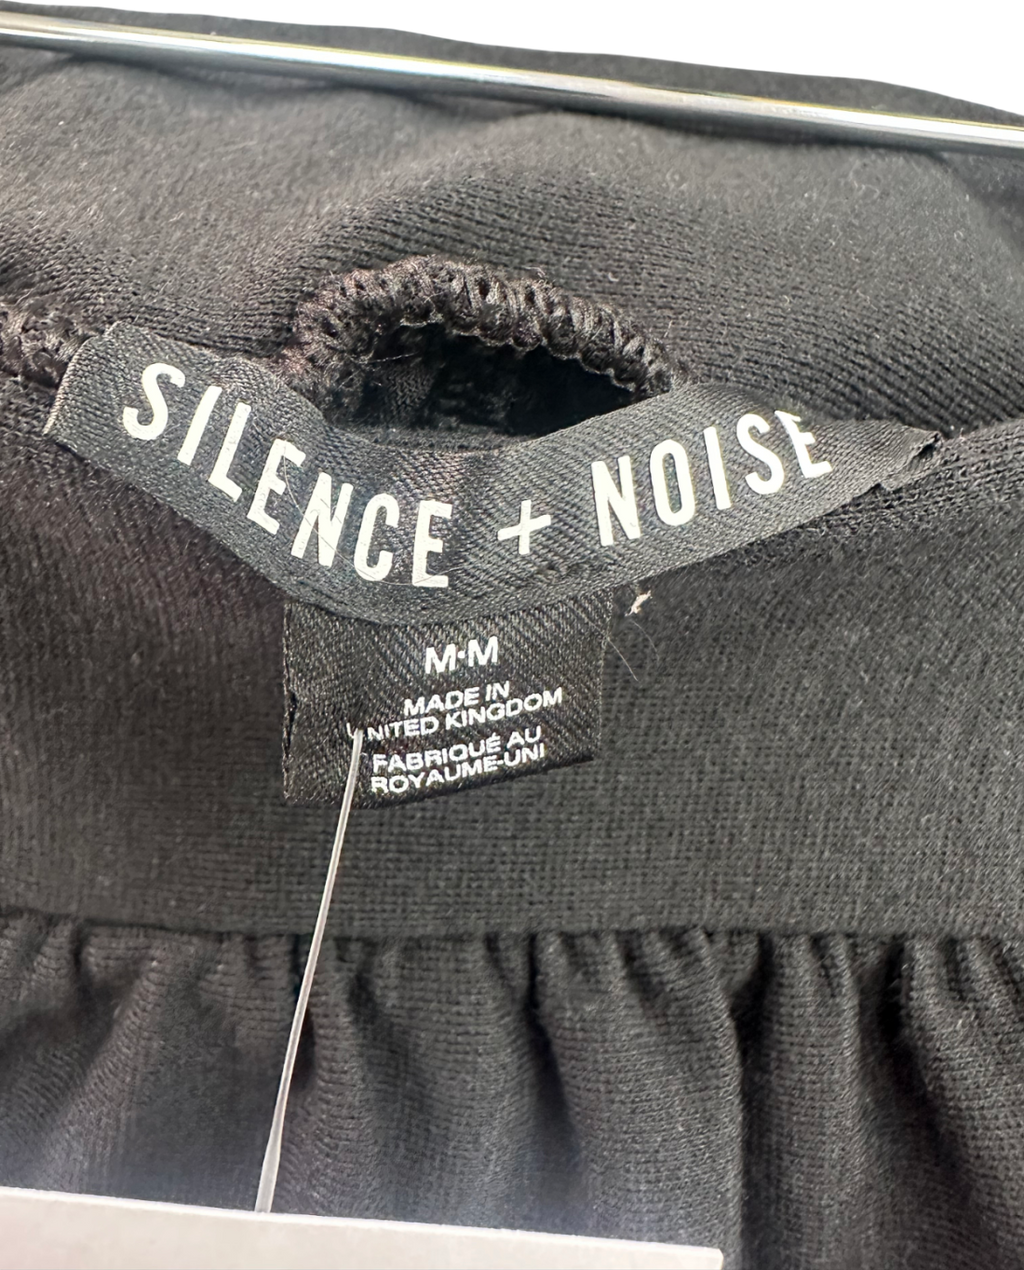 SILENCE + NOISE
M·M
MADE IN
UNITED KINGDOM
FABRIQUÉ AU
ROYAUME-UNI